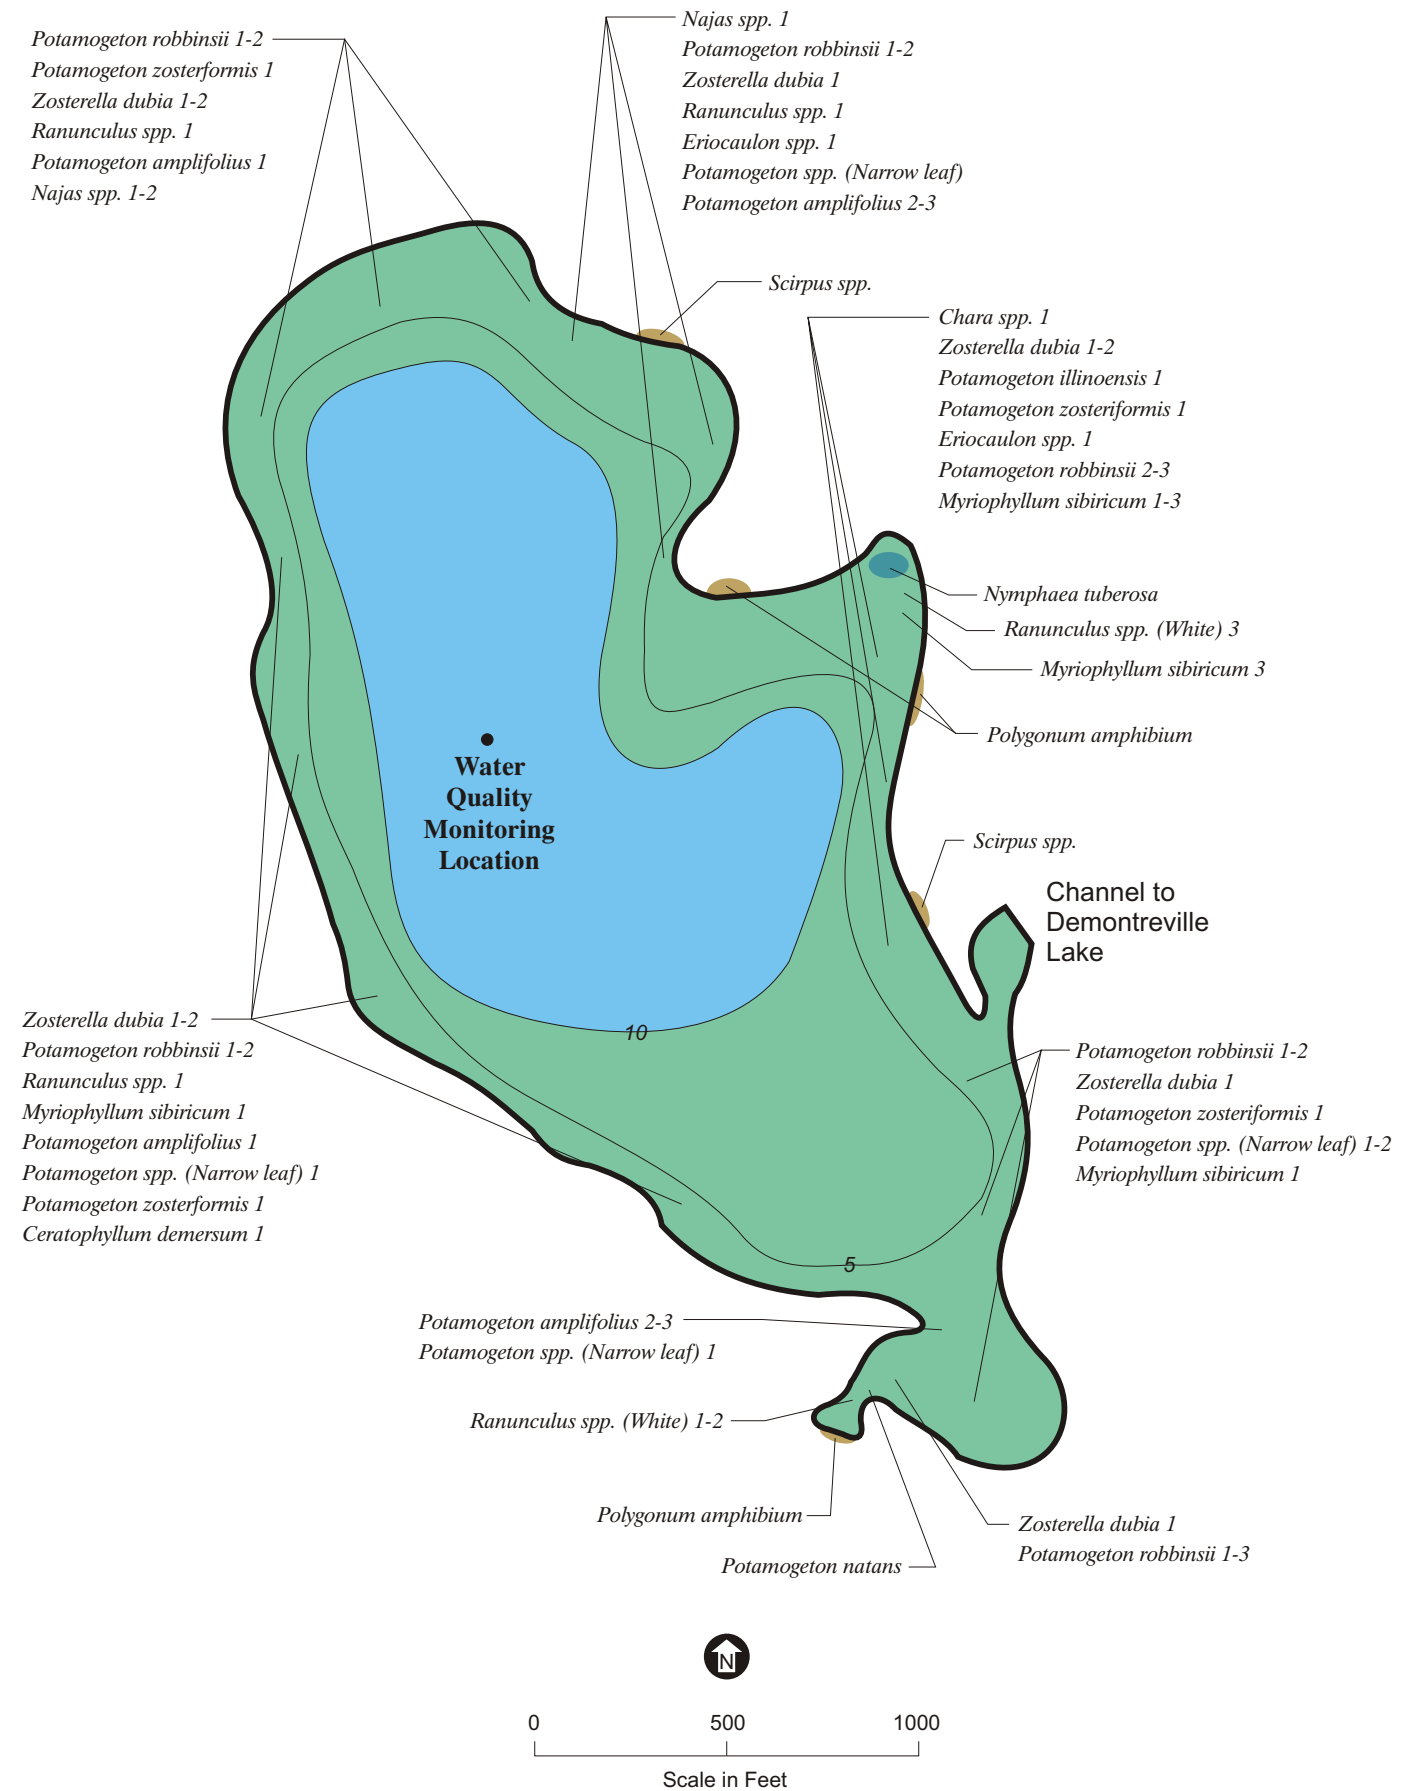 Potamogeton robbinsii 1-2
Potamogeton zosterformis 1
Zosterella dubia 1-2
Ranunculus spp. 1
Potamogeton amplifolius 1
Najas spp. 1-2
Najas spp. 1
Potamogeton robbinsii 1-2
Zosterella dubia 1
Ranunculus spp. 1
Eriocaulon spp. 1
Potamogeton spp. (Narrow leaf)
Potamogeton amplifolius 2-3
Scirpus spp.
Chara spp. 1
Zosterella dubia 1-2
Potamogeton illinoensis 1
Potamogeton zosteriformis 1
Eriocaulon spp. 1
Potamogeton robbinsii 2-3
Myriophyllum sibiricum 1-3
Nymphaea tuberosa
Ranunculus spp. (White) 3
Myriophyllum sibiricum 3
Polygonum amphibium
Water
Quality
Monitoring
Location
Scirpus spp.
Channel to
Demontreville
Lake
10
Zosterella dubia 1-2
Potamogeton robbinsii 1-2
Ranunculus spp. 1
Myriophyllum sibiricum 1
Potamogeton amplifolius 1
Potamogeton spp. (Narrow leaf) 1
Potamogeton zosterformis 1
Ceratophyllum demersum 1
Potamogeton robbinsii 1-2
Zosterella dubia 1
Potamogeton zosteriformis 1
Potamogeton spp. (Narrow leaf) 1-2
Myriophyllum sibiricum 1
5
Potamogeton amplifolius 2-3
Potamogeton spp. (Narrow leaf) 1
Ranunculus spp. (White) 1-2
Polygonum amphibium
Potamogeton natans
Zosterella dubia 1
Potamogeton robbinsii 1-3
N
0 500 1000
Scale in Feet